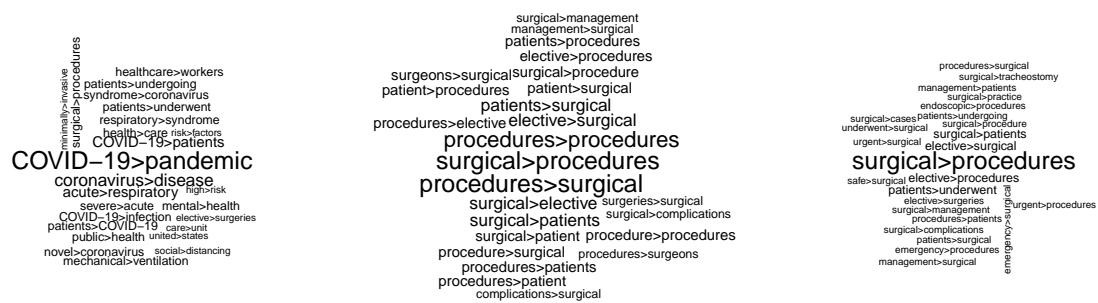 surgical>procedures
minimally>invasive
healthcare>workers
patients>undergoing
syndrome>coronavirus
patients>underwent
respiratory>syndrome
health>care risk>factors
COVID−19>patients
COVID−19>pandemic
coronavirus>disease
acute>respiratory high>risk
severe>acute mental>health
COVID−19>infection elective>surgeries
patients>COVID−19 care>unit
public>health united>states
novel>coronavirus social>distancing
mechanical>ventilation
surgical>management
management>surgical
patients>procedures
elective>procedures
surgeons>surgical surgical>procedure
patient>procedures patient>surgical
patients>surgical
procedures>elective elective>surgical
procedures>procedures
surgical>procedures
procedures>surgical
surgical>elective surgeries>surgical
surgical>patients surgical>complications
surgical>patient procedure>procedures
procedure>surgical procedures>surgeons
procedures>patients
procedures>patient
complications>surgical
procedures>surgical
surgical>tracheostomy
management>patients
surgical>practice
endoscopic>procedures
surgical>cases patients>undergoing
underwent>surgical surgical>procedure
surgical>patients
urgent>surgical elective>surgical
surgical>procedures
safe>surgical elective>procedures
patients>underwent
elective>surgeries urgent>procedures
surgical>management
procedures>patients
surgical>complications
patients>surgical
emergency>procedures
management>surgical
emergency>surgical